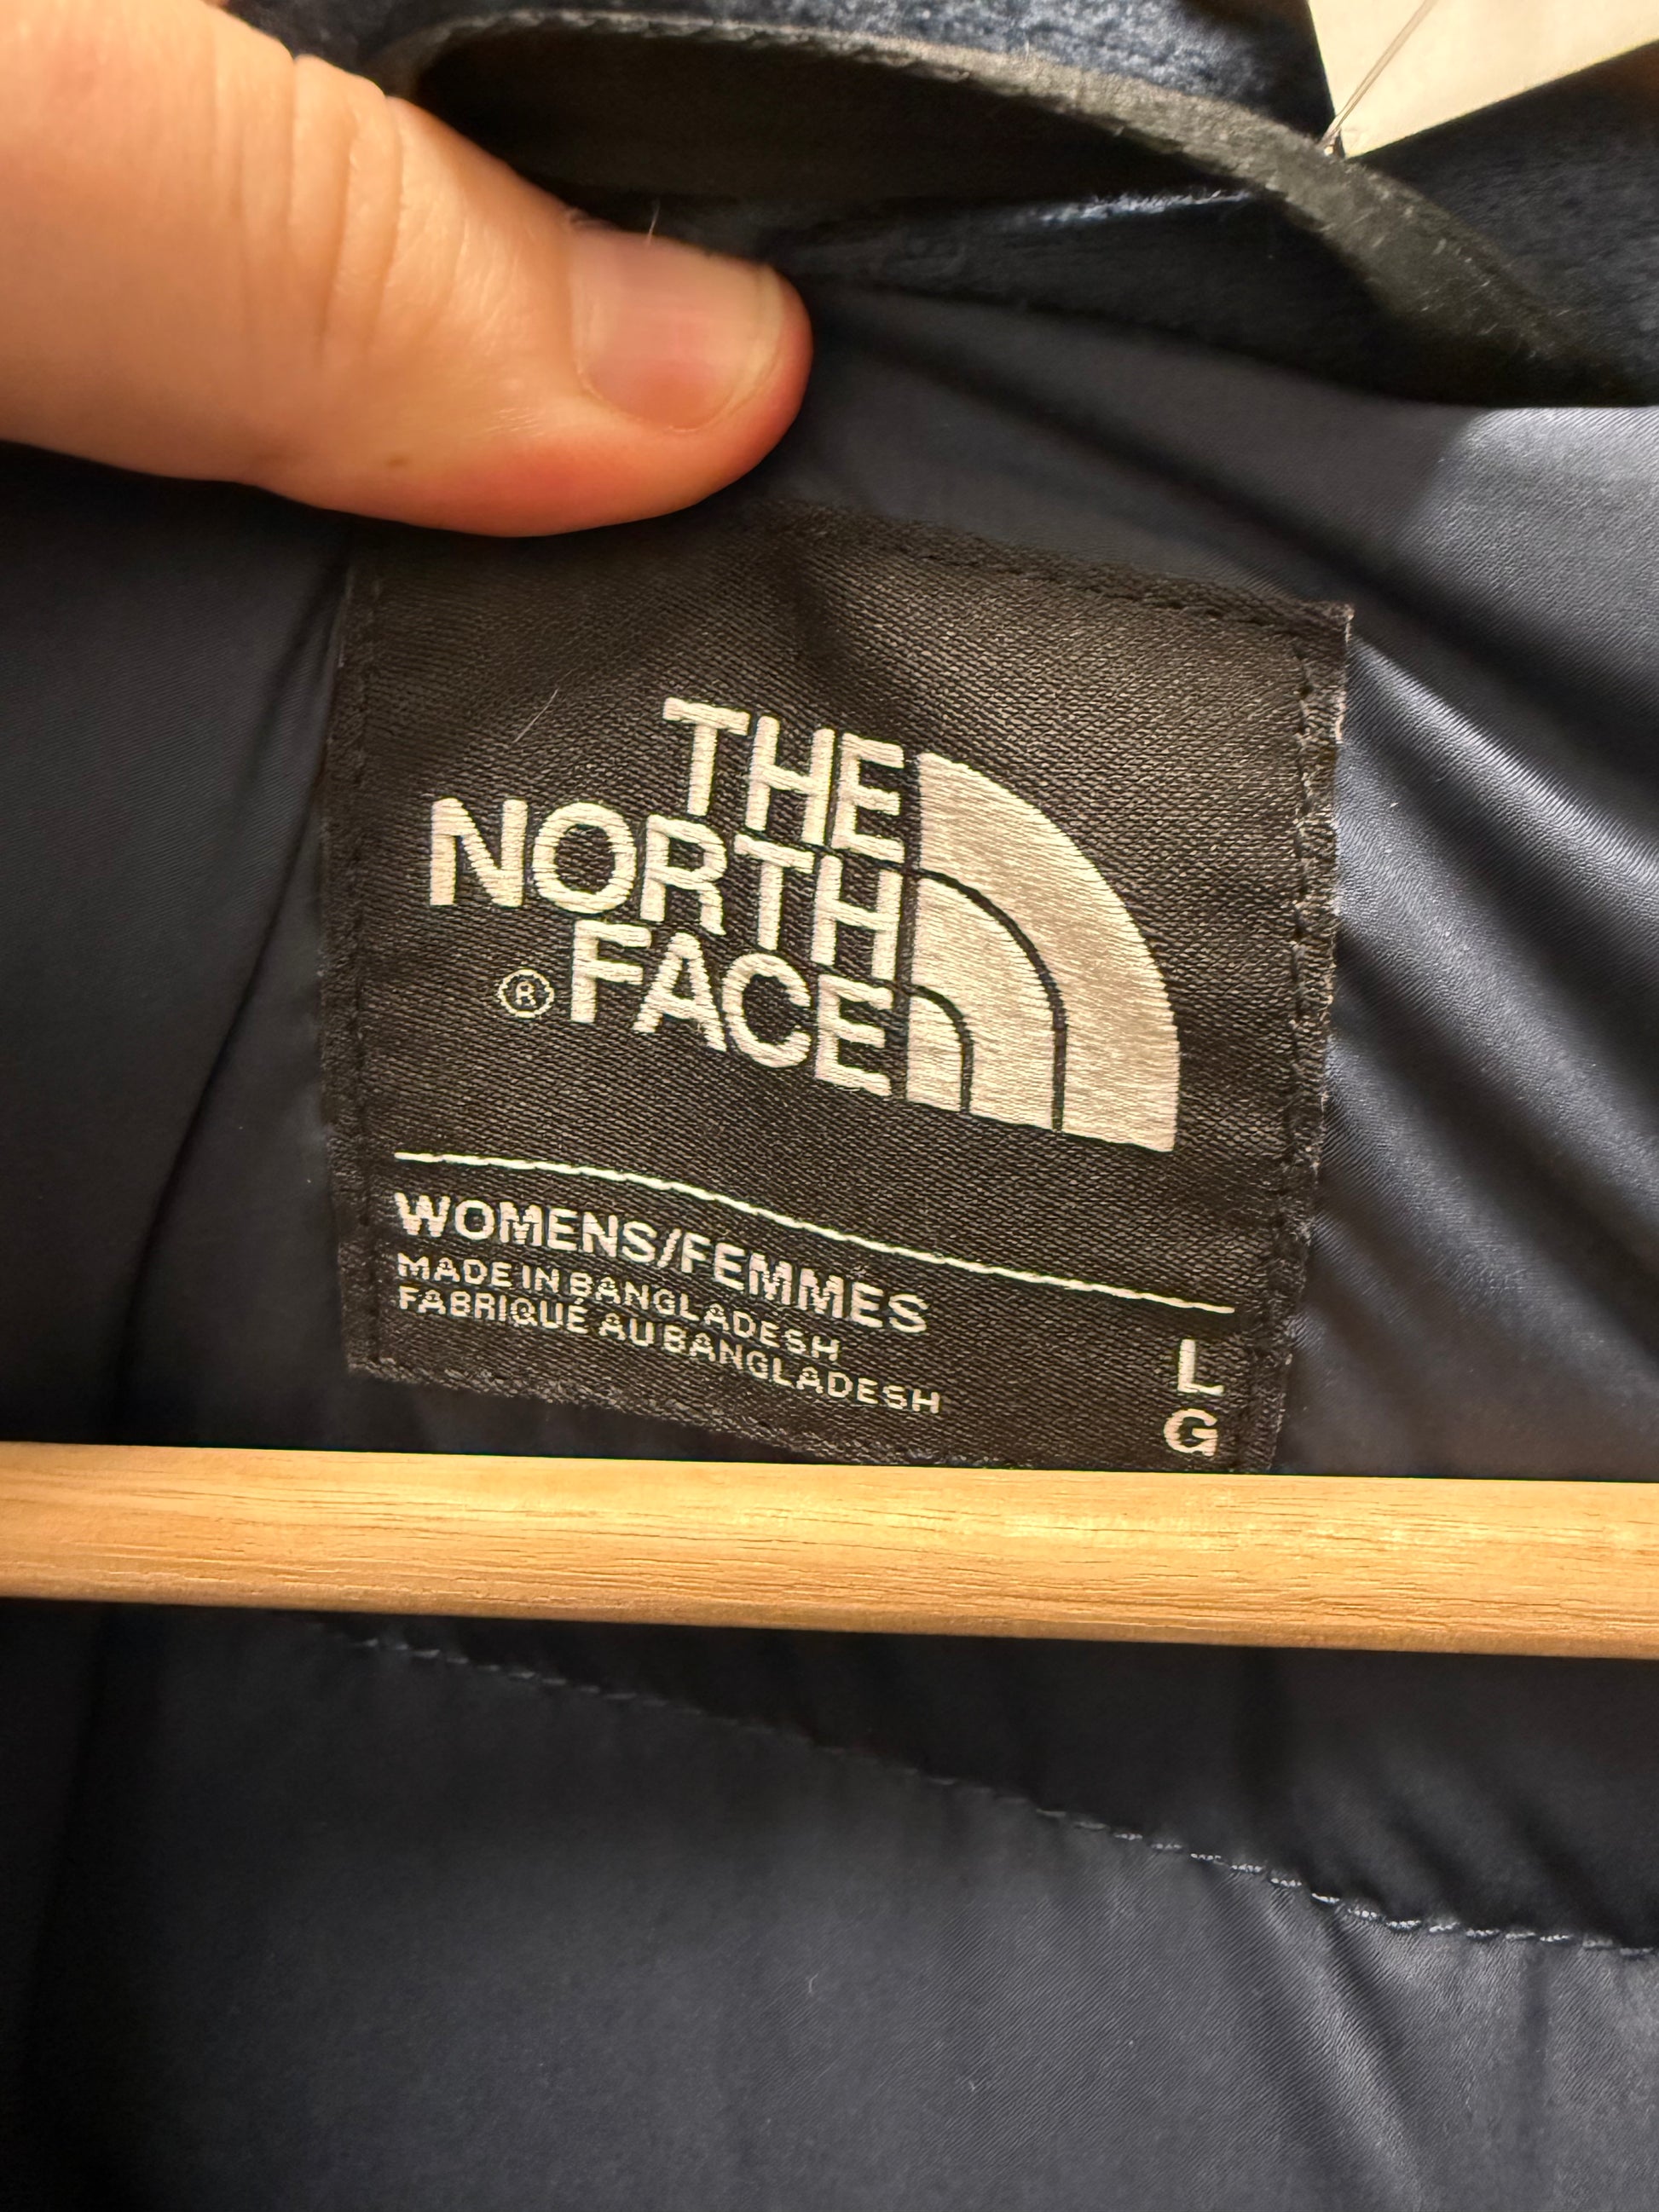 THE
NORTH
® FACE
WOMENS/FEMMES
MADE IN BANGLADESH
FABRIQUÉ AU BANGLADESH
L
G